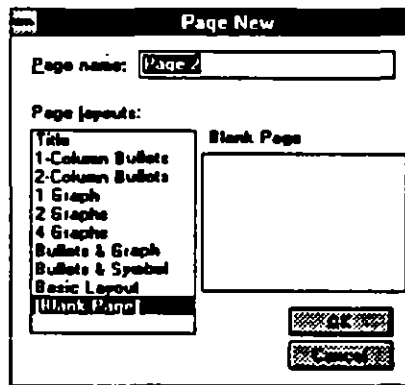 Page New
Page name: Page 2
Page layouts:
Title
1-Column Bullets
2-Column Bullets
1 Graph
2 Graphs
4 Graphs
Bullets & Graph
Bullets & Symbol
Basic Layout
[Blank Page]
Blank Page
OK
Cancel